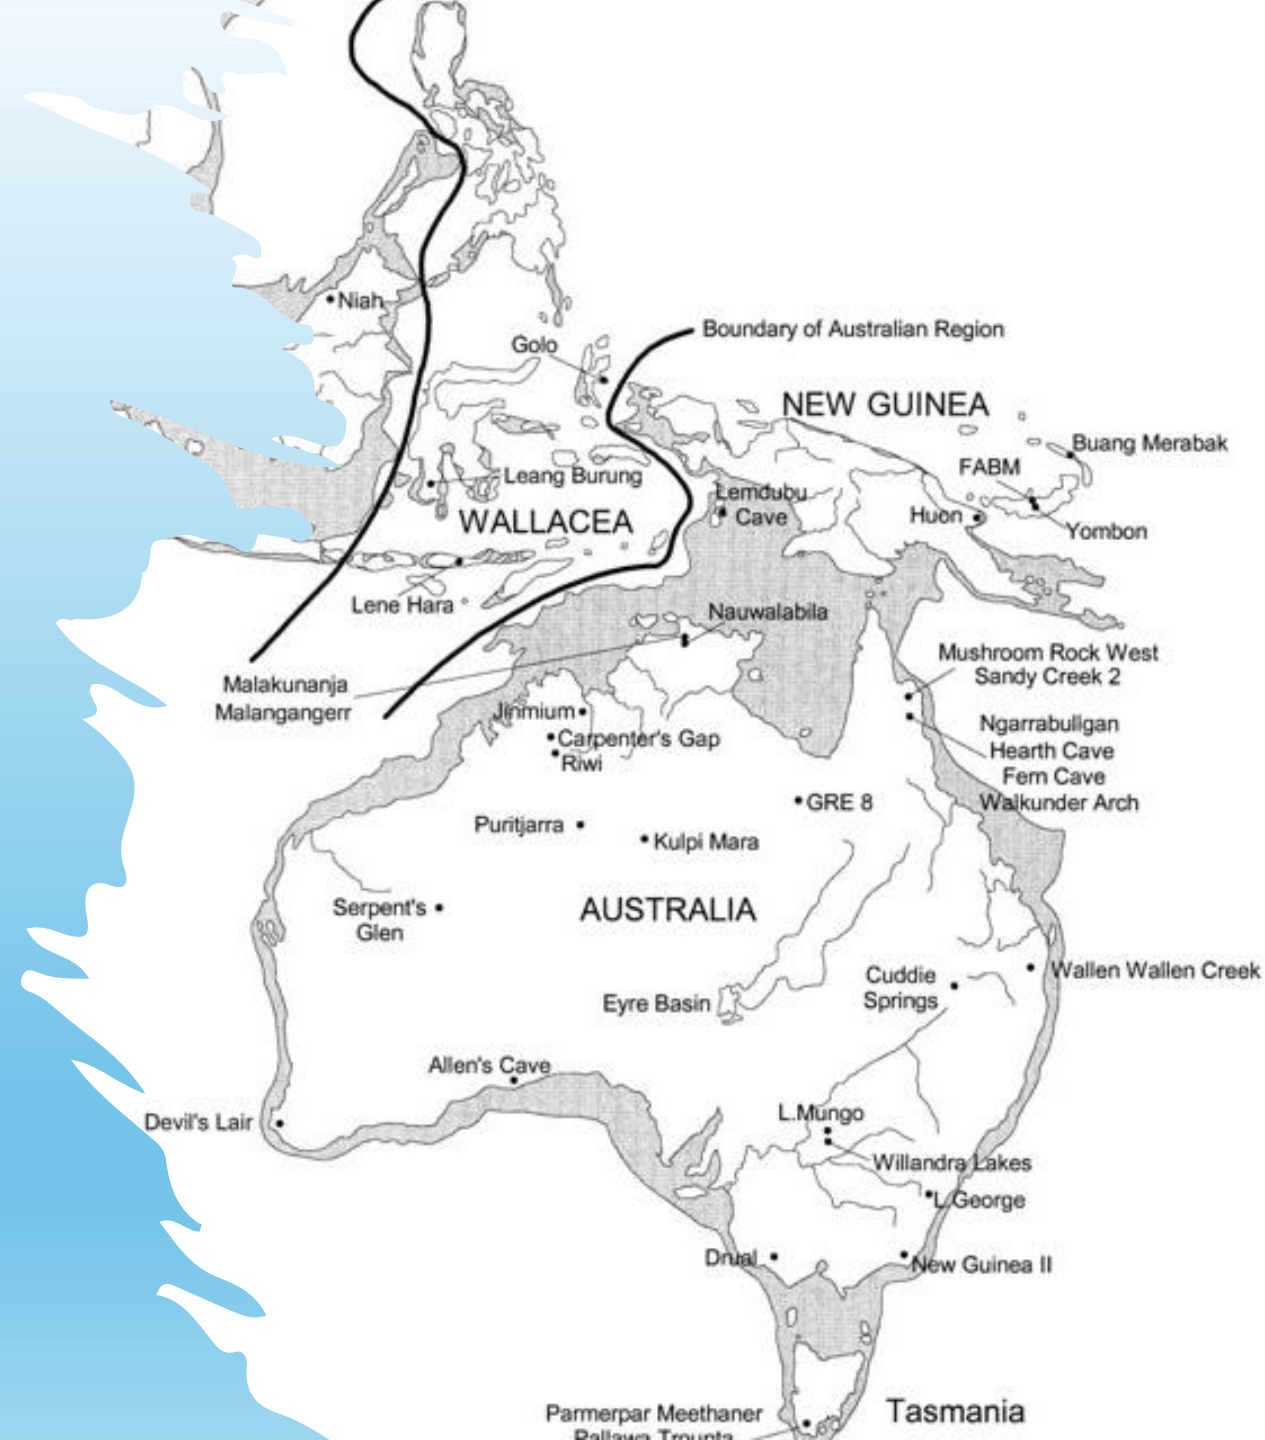 Niah
Boundary of Australian Region
Golo
NEW GUINEA
Buang Merabak
FABM
Leang Burung
Lemdubu
Cave
WALLACEA
Huon
Yombon
Lene Hara
Nauwalabila
Mushroom Rock West
Sandy Creek 2
Malakunanja
Malangangerr
Jinmium
Ngarrabullgan
Hearth Cave
Fern Cave
Walkunder Arch
Carpenter's Gap
Riwi
GRE 8
Puritjarra
Kulpi Mara
Serpent's
Glen
AUSTRALIA
Wallen Wallen Creek
Cuddie
Springs
Eyre Basin
Allen's Cave
Devil's Lair
L.Mungo
Willandra Lakes
L.George
Drual
New Guinea II
Tasmania
Parmerpar Meethaner
Pallawa Trounta